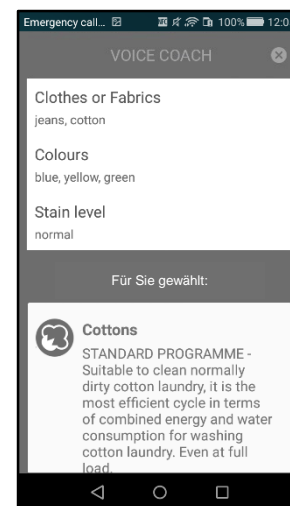 Emergency call... 100% 12:0
VOICE COACH
Clothes or Fabrics
jeans, cotton
Colours
blue, yellow, green
Stain level
normal
Für Sie gewählt:
Cottons
STANDARD PROGRAMME -
Suitable to clean normally
dirty cotton laundry, it is the
most efficient cycle in terms
of combined energy and water
consumption for washing
cotton laundry. Even at full
load.